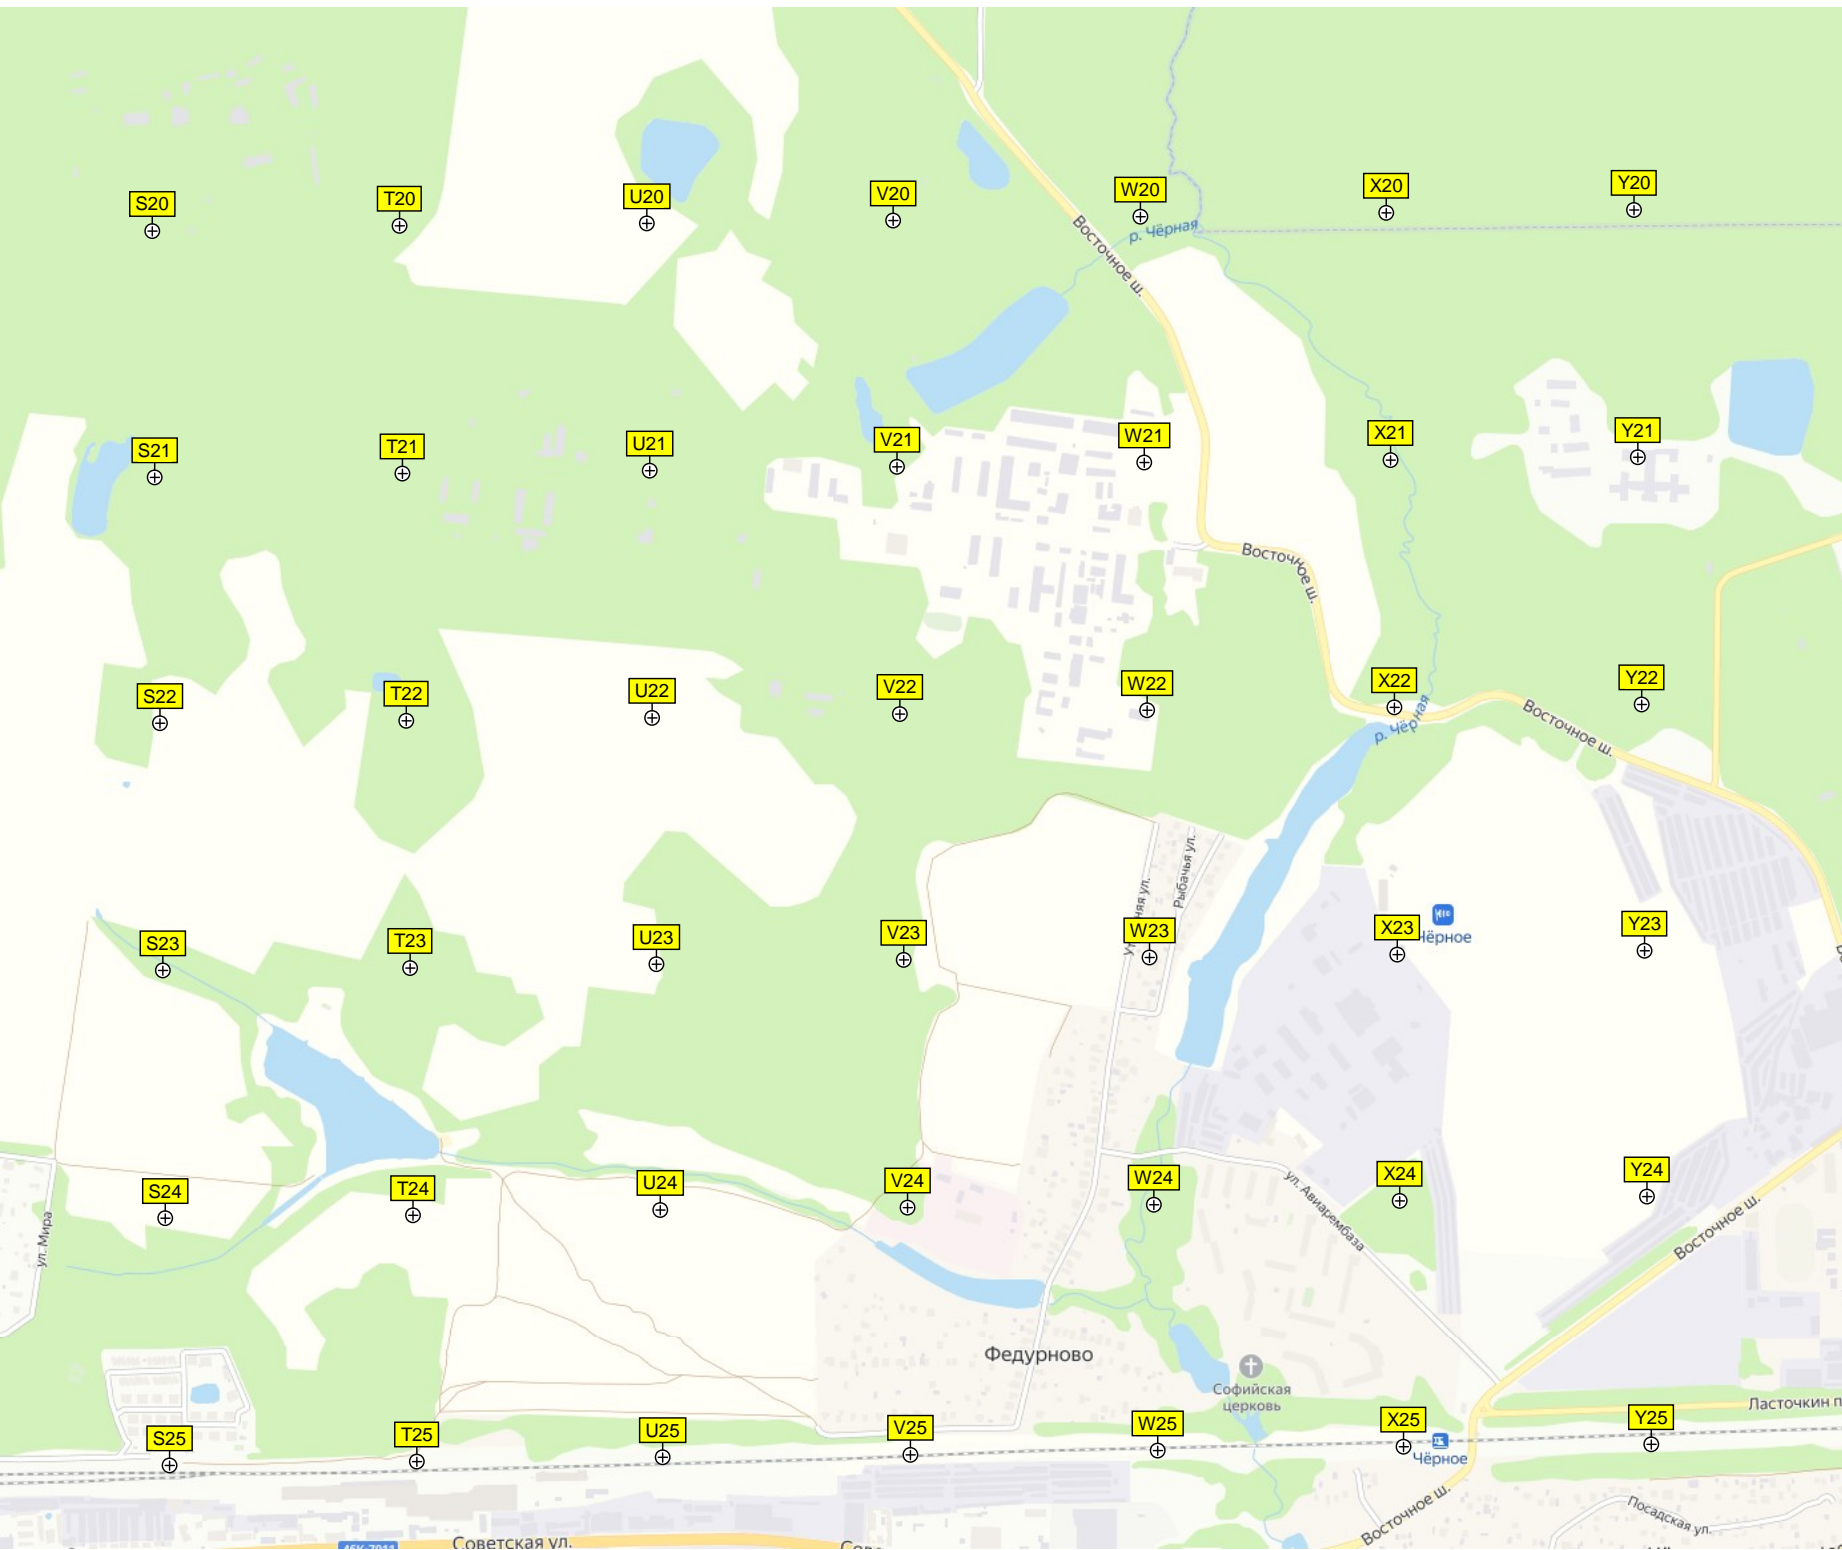 S20
T20
U20
V20
W20
X20
Y20
р. Чёрная
Восточное ш.
S21
T21
U21
V21
W21
X21
Y21
Восточное ш.
S22
T22
U22
V22
W22
X22
Y22
р. Чёрная
Восточное ш.
Рыбачья ул.
S23
T23
U23
V23
W23
X23
Y23
Чёрное
S24
T24
U24
V24
W24
X24
Y24
ул. Мира
ул. Авиарембаза
Восточное ш.
Федурново
Софийская
церковь
Ласточкин п
S25
T25
U25
V25
W25
X25
Y25
Чёрное
Восточное ш.
Посадская ул.
Советская ул.